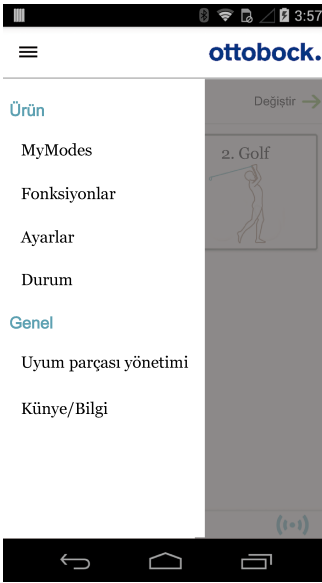 3:57
ottobock.
Değiştir
Ürün
MyModes
2. Golf
Fonksiyonlar
Ayarlar
Durum
Genel
Uyum parçası yönetimi
Künye/Bilgi